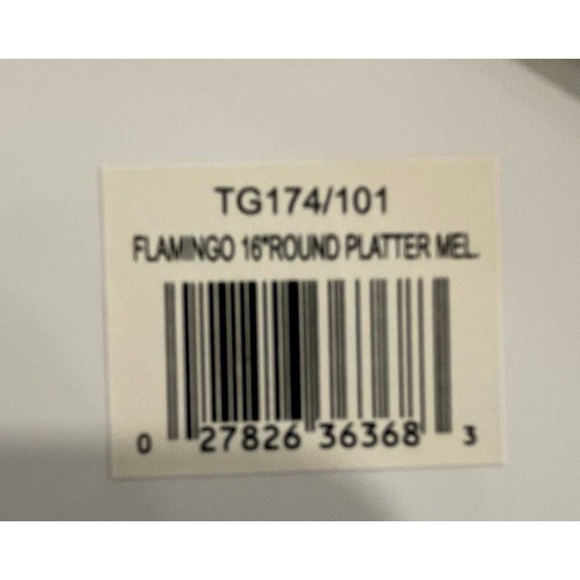 TG174/101
FLAMINGO 16"ROUND PLATTER MEL.
0 27826 36368 3